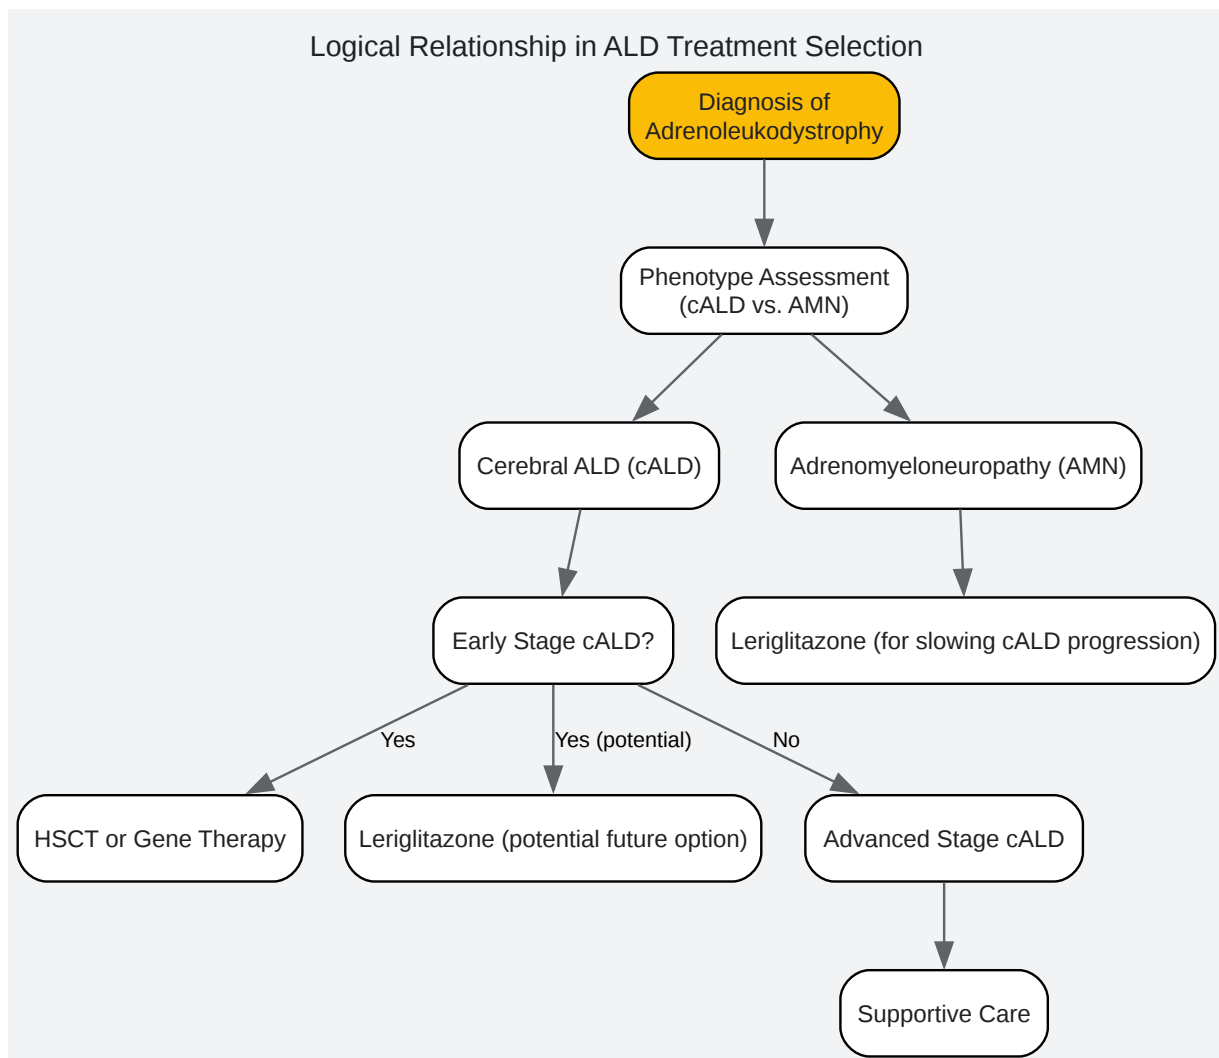 Logical Relationship in ALD Treatment Selection
Diagnosis of
Adrenoleukodystrophy
Phenotype Assessment
(cALD vs. AMN)
Cerebral ALD (cALD)
Adrenomyeloneuropathy (AMN)
Early Stage cALD?
Leriglitazone (for slowing cALD progression)
Yes
Yes (potential)
No
HSCT or Gene Therapy
Leriglitazone (potential future option)
Advanced Stage cALD
Supportive Care